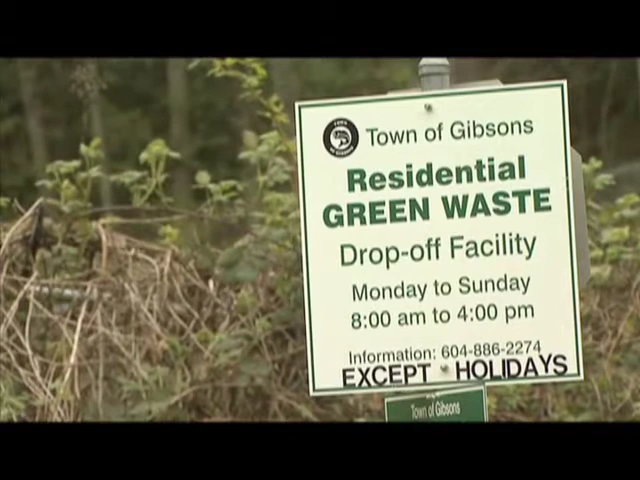 Town of Gibsons
Residential
GREEN WASTE
Drop-off Facility
Monday to Sunday
8:00 am to 4:00 pm
Information: 604-886-2274
EXCEPT HOLIDAYS
Town of Gibsons